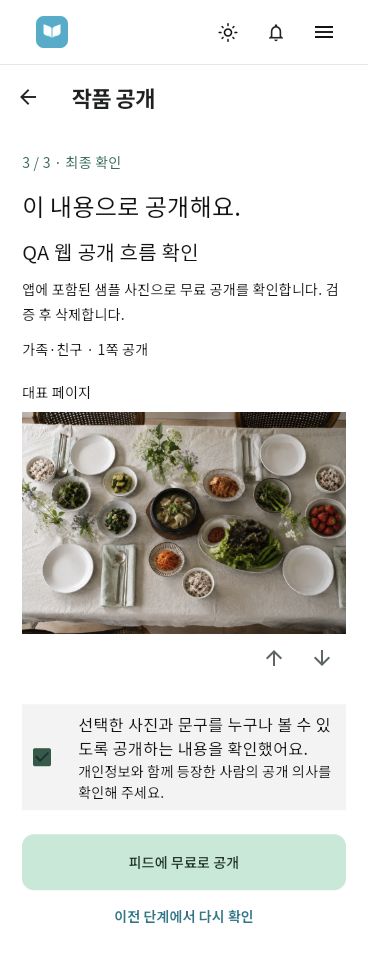 작품 공개
3 / 3 · 최종 확인
이 내용으로 공개해요.
QA 웹 공개 흐름 확인
앱에 포함된 샘플 사진으로 무료 공개를 확인합니다. 검
증 후 삭제합니다.
가족·친구 · 1쪽 공개
대표 페이지
선택한 사진과 문구를 누구나 볼 수 있
도록 공개하는 내용을 확인했어요.
개인정보와 함께 등장한 사람의 공개 의사를
확인해 주세요.
피드에 무료로 공개
이전 단계에서 다시 확인